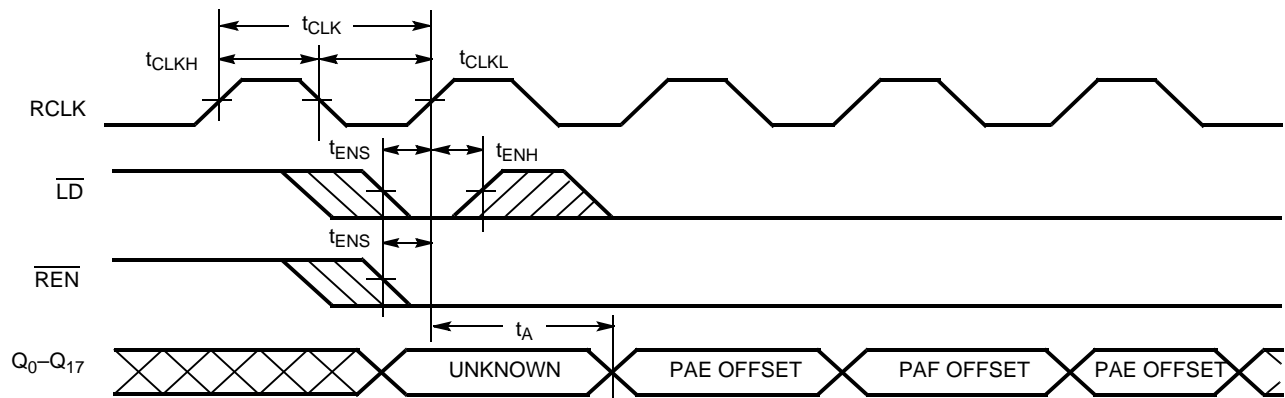 tCLK
tCLKH
tCLKL
RCLK
tENS
tENH
LD
tENS
REN
tA
Q0–Q17
UNKNOWN
PAE OFFSET
PAF OFFSET
PAE OFFSET